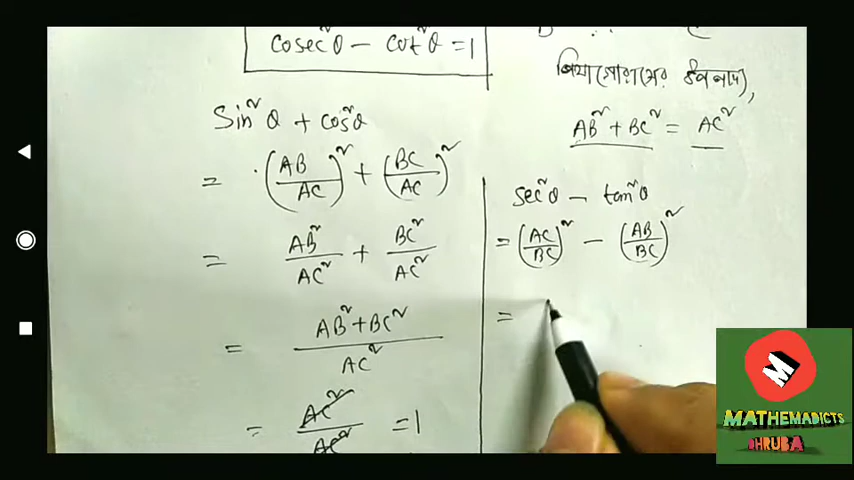 cosec²θ – cot²θ = 1
পিথাগোরাসের উপপাদ্য,
AB² + BC² = AC²
Sin²θ + cos²θ
= (AB/AC)² + (BC/AC)²
= AB²/AC² + BC²/AC²
= AB² + BC²/AC²
= AC²/AC² = 1
sec²θ – tan²θ
= (AC/BC)² – (AB/BC)²
=
M
MATHEMADICTS
DHRUBA